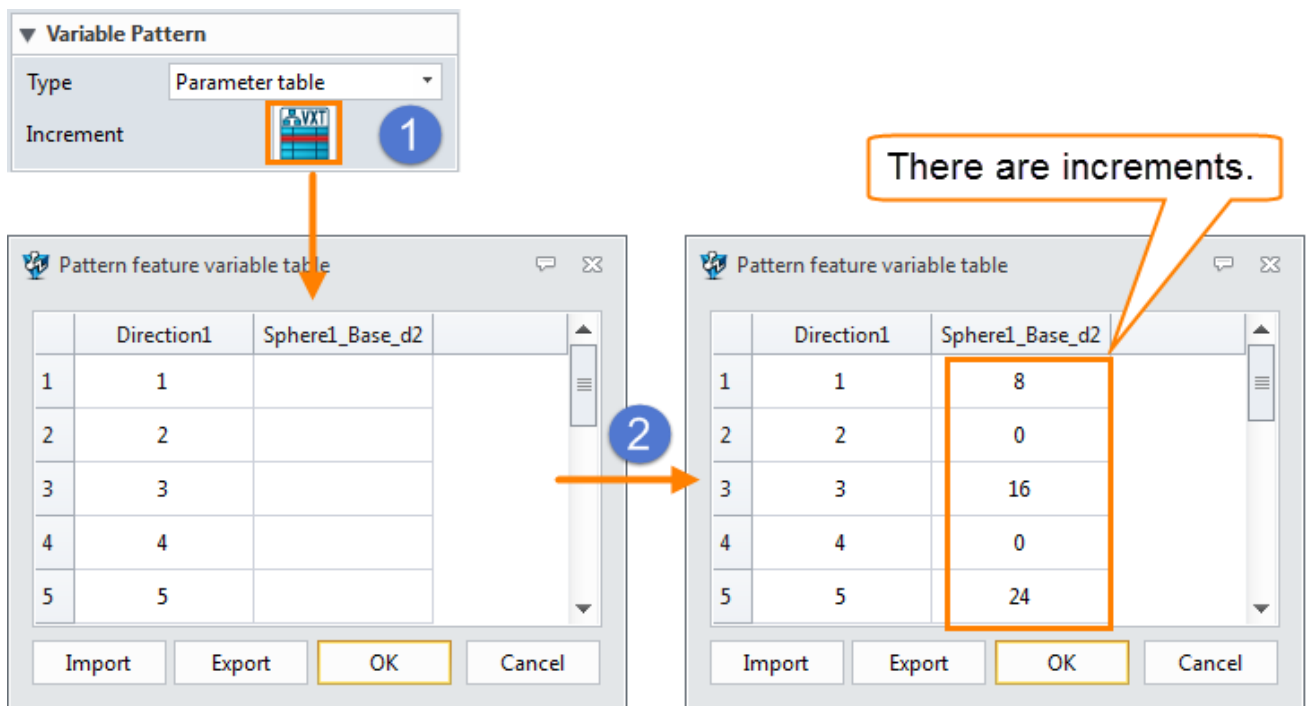 Variable Pattern
Type Parameter table
VXT
Increment 1
There are increments.
Pattern feature variable table
Direction1 Sphere1_Base_d2
1 1
2 2
3 3
4 4
5 5
Import Export OK Cancel
2
Pattern feature variable table
Direction1 Sphere1_Base_d2
1 1 8
2 2 0
3 3 16
4 4 0
5 5 24
Import Export OK Cancel